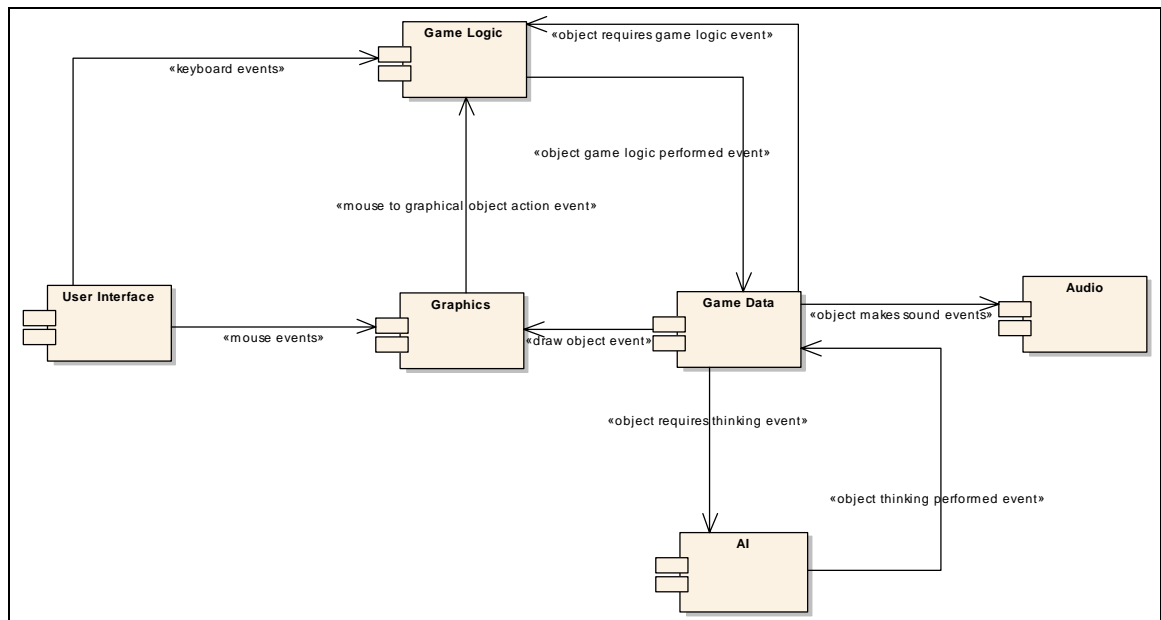 Game Logic
«object requires game logic event»
«keyboard events»
«object game logic performed event»
«mouse to graphical object action event»
User Interface
Graphics
Game Data
Audio
«mouse events»
«draw object event»
«object makes sound events»
«object requires thinking event»
«object thinking performed event»
AI